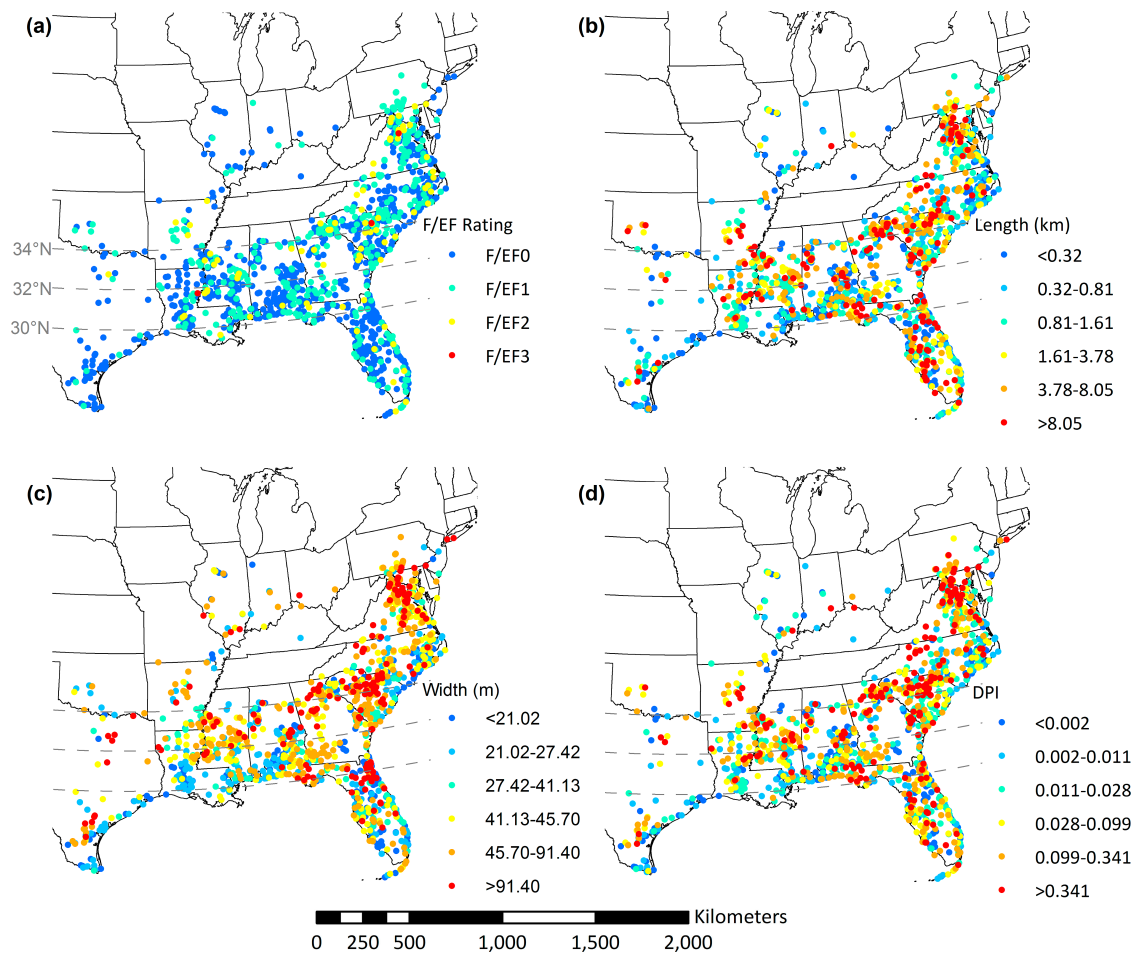 (a)
34°N
32°N
30°N
F/EF Rating
F/EF0
F/EF1
F/EF2
F/EF3
(b)
Length (km)
<0.32
0.32-0.81
0.81-1.61
1.61-3.78
3.78-8.05
>8.05
(c)
Width (m)
<21.02
21.02-27.42
27.42-41.13
41.13-45.70
45.70-91.40
>91.40
(d)
DPI
<0.002
0.002-0.011
0.011-0.028
0.028-0.099
0.099-0.341
>0.341
Kilometers
0 250 500 1,000 1,500 2,000